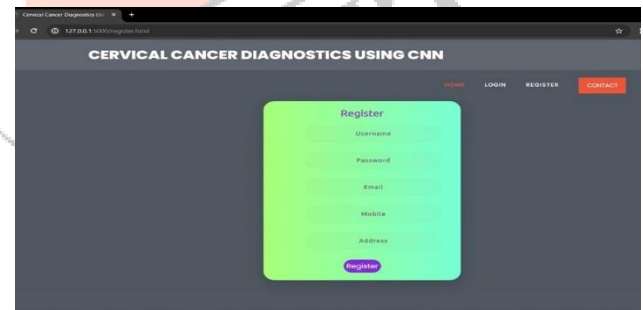 Cervical Cancer Diagnostics
127.0.0.1:5000/register.html
CERVICAL CANCER DIAGNOSTICS USING CNN
HOME LOGIN REGISTER CONTACT
Register
Username
Password
Email
Mobile
Address
Register